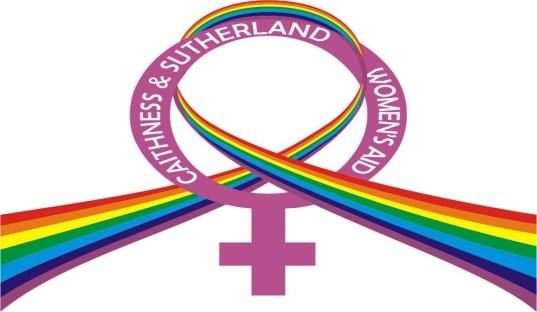 CAITHNESS & SUTHERLAND
WOMEN'S AID